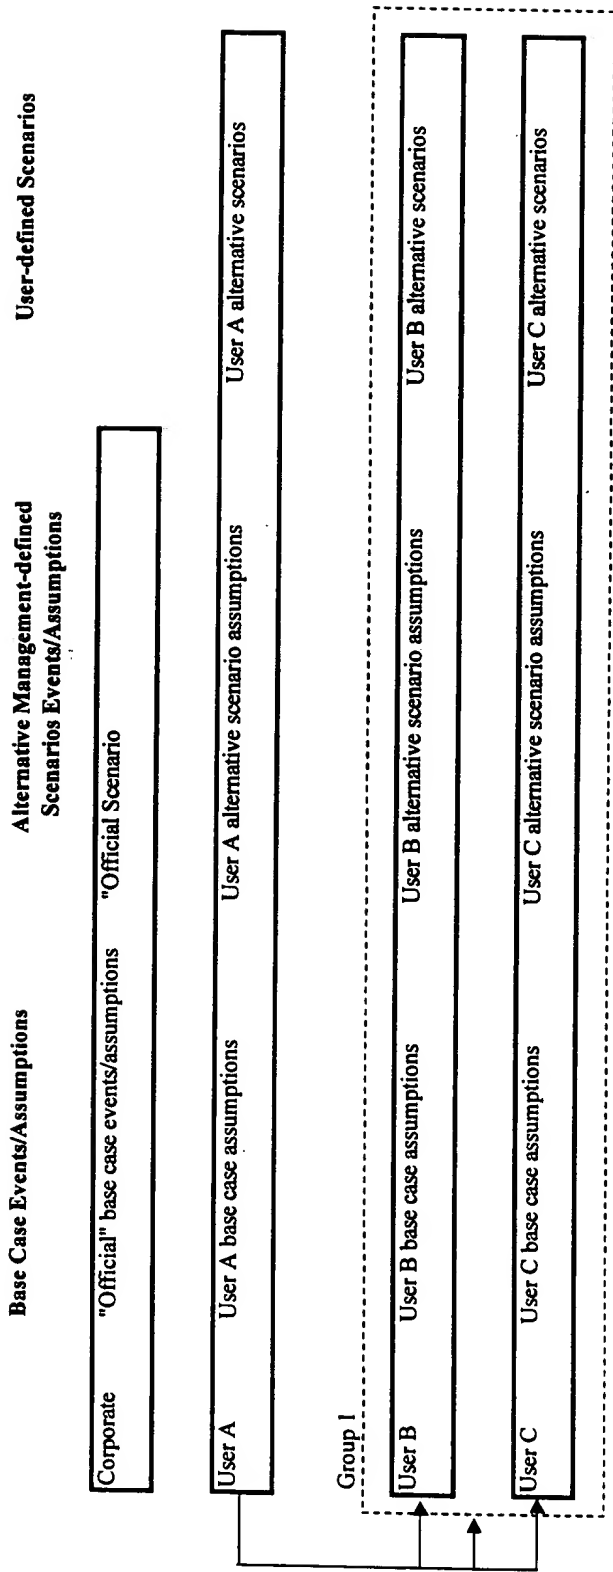 Base Case Events/Assumptions
Alternative Management-defined
Scenarios Events/Assumptions
User-defined Scenarios
Corporate "Official" base case events/assumptions "Official Scenario
User A User A base case assumptions User A alternative scenario assumptions User A alternative scenarios
Group 1
User B User B base case assumptions User B alternative scenario assumptions User B alternative scenarios
User C User C base case assumptions User C alternative scenario assumptions User C alternative scenarios